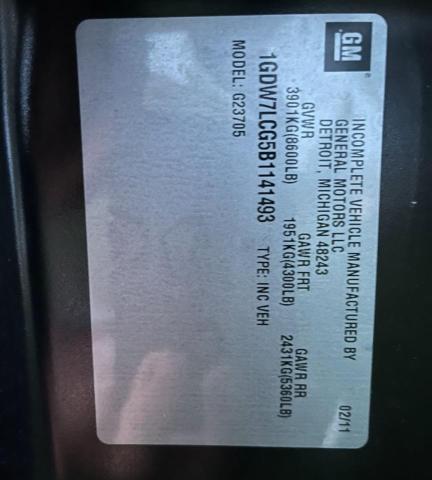 GM
INCOMPLETE VEHICLE MANUFACTURED BY
GENERAL MOTORS LLC
DETROIT, MICHIGAN 48243
02/11
GVWR GAWR FRT GAWR RR
3901KG(8600LB) 1951KG(4300LB) 2431KG(5360LB)
1GDW7LCG5B1141493 TYPE: INC VEH
MODEL: G23705